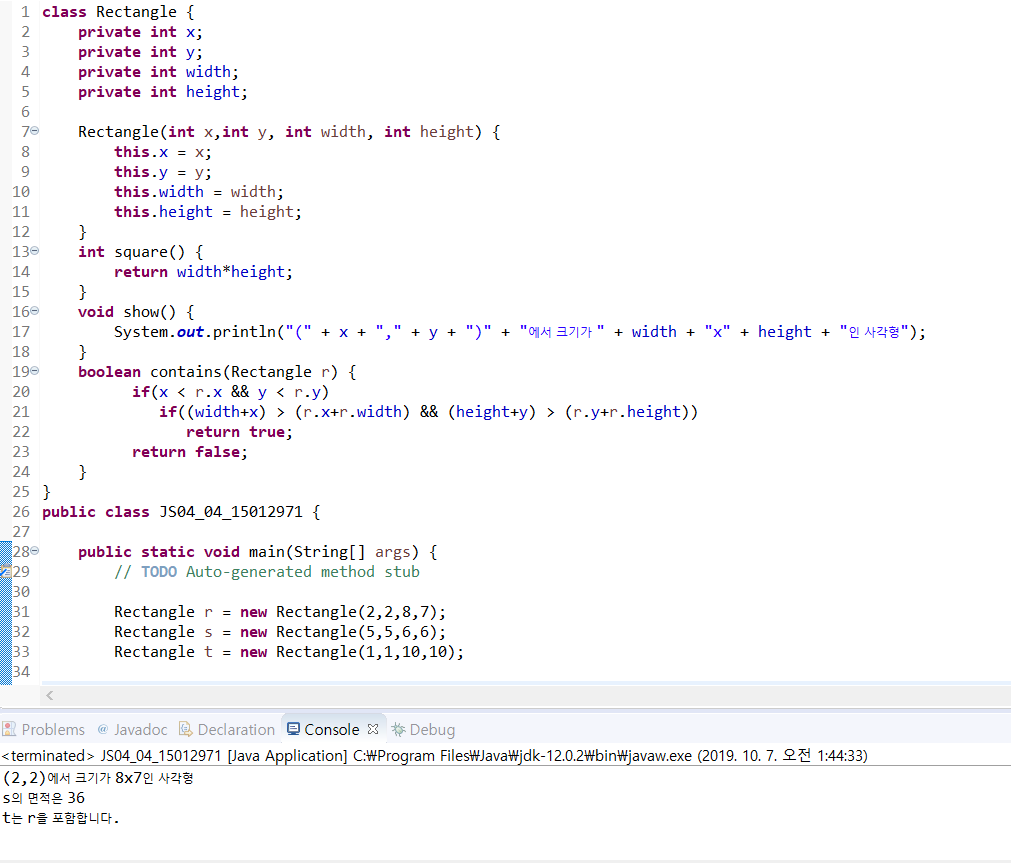 1 class Rectangle {
2     private int x;
3     private int y;
4     private int width;
5     private int height;
6
7     Rectangle(int x,int y, int width, int height) {
8         this.x = x;
9         this.y = y;
10         this.width = width;
11         this.height = height;
12     }
13     int square() {
14         return width*height;
15     }
16     void show() {
17         System.out.println("(" + x + "," + y + ")" + "에서 크기가 " + width + "x" + height + "인 사각형");
18     }
19     boolean contains(Rectangle r) {
20           if(x < r.x && y < r.y)
21              if((width+x) > (r.x+r.width) && (height+y) > (r.y+r.height))
22                 return true;
23           return false;
24     }
25 }
26 public class JS04_04_15012971 {
27
28     public static void main(String[] args) {
29         // TODO Auto-generated method stub
30
31         Rectangle r = new Rectangle(2,2,8,7);
32         Rectangle s = new Rectangle(5,5,6,6);
33         Rectangle t = new Rectangle(1,1,10,10);
34
Problems @ Javadoc Declaration Console Debug
<terminated> JS04_04_15012971 [Java Application] C:₩Program Files₩Java₩jdk-12.0.2₩bin₩javaw.exe (2019. 10. 7. 오전 1:44:33)
(2,2)에서 크기가 8x7인 사각형
s의 면적은 36
t는 r을 포함합니다.